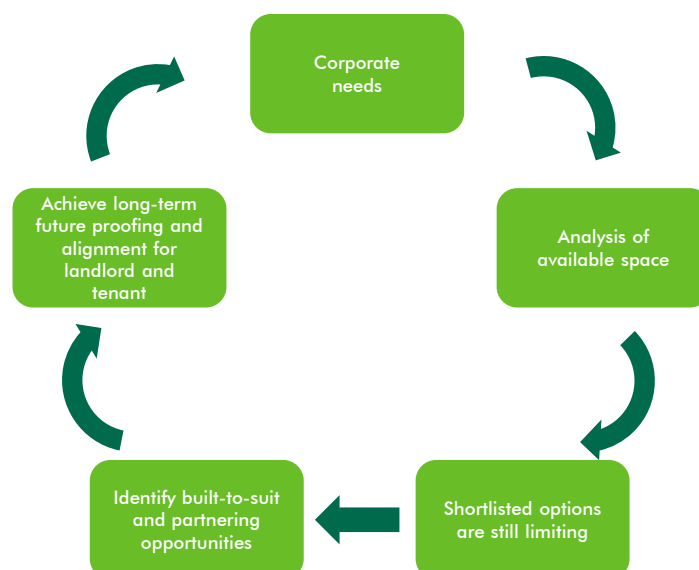 Corporate
needs
Analysis of
available space
Shortlisted options
are still limiting
Identify built-to-suit
and partnering
opportunities
Achieve long-term
future proofing and
alignment for
landlord and
tenant